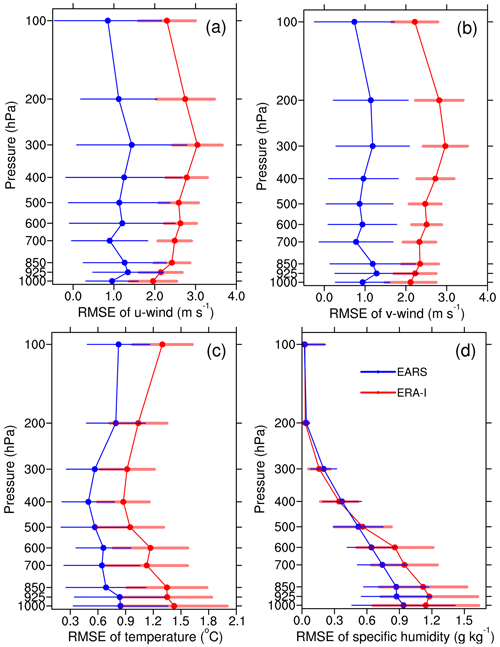 (a)
100
200
300
400
500
600
700
850
925
1000
Pressure (hPa)
0.0 1.0 2.0 3.0 4.0
RMSE of u-wind (m s⁻¹)
(b)
100
200
300
400
500
600
700
850
925
1000
Pressure (hPa)
0.0 1.0 2.0 3.0 4.0
RMSE of v-wind (m s⁻¹)
(c)
100
200
300
400
500
600
700
850
925
1000
Pressure (hPa)
0.3 0.6 0.9 1.2 1.5 1.8 2.1
RMSE of temperature (°C)
(d)
EARS
ERA-I
100
200
300
400
500
600
700
850
925
1000
Pressure (hPa)
0.0 0.3 0.6 0.9 1.2 1.5 1.8
RMSE of specific humidity (g kg⁻¹)